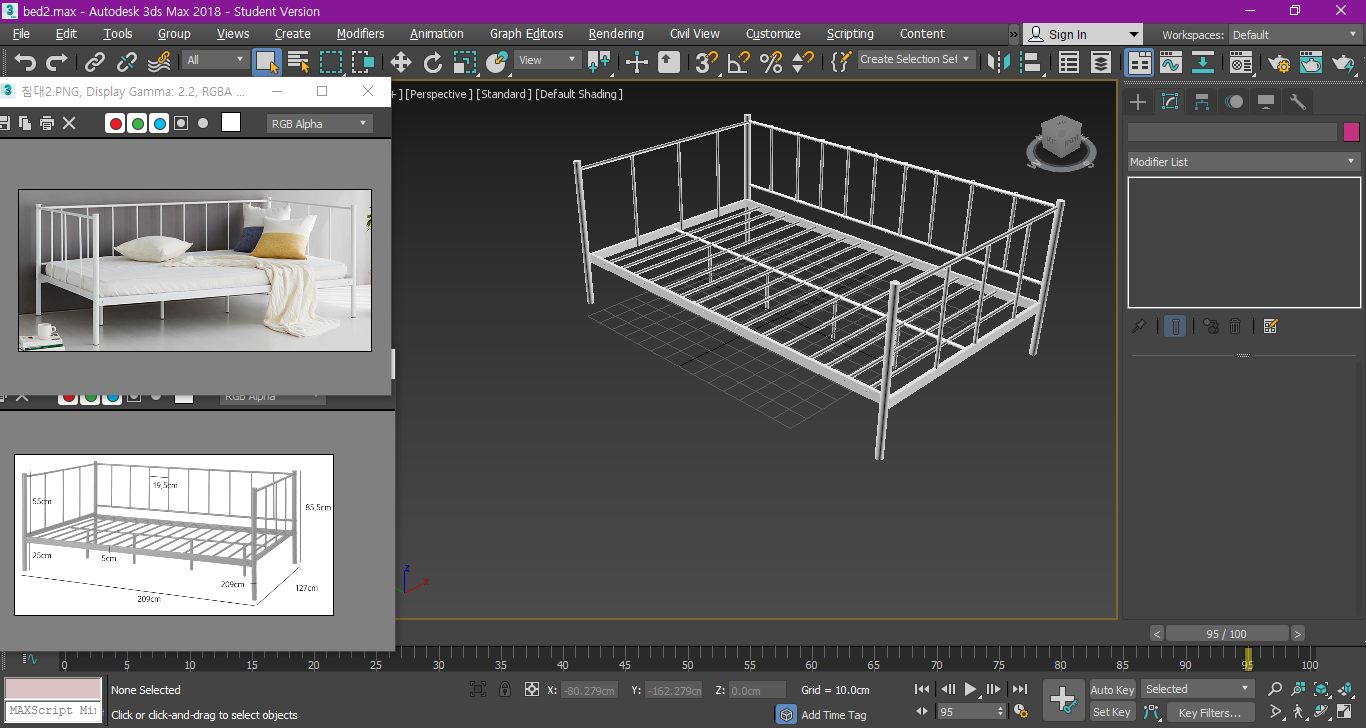 bed2.max - Autodesk 3ds Max 2018 - Student Version
File Edit Tools Group Views Create Modifiers Animation Graph Editors Rendering Civil View Customize Scripting Content » Sign In Workspaces: Default
All View Create Selection Set
침대2.PNG, Display Gamma: 2.2, RGBA ...
+ ] [Perspective ] [Standard ] [Default Shading ]
RGB Alpha
Modifier List
RGB Alpha
19,5cm
55cm
85,5cm
25cm
5cm
209cm
127cm
209cm
z
x
< 95 / 100 >
0 5 10 15 20 25 30 35 40 45 50 55 60 65 70 75 80 85 90 95 100
None Selected X: -80.279cm Y: -162.279cm Z: 0.0cm Grid = 10.0cm Auto Key Selected
MAXScript Mi
Click or click-and-drag to select objects Add Time Tag 95 Set Key Key Filters...